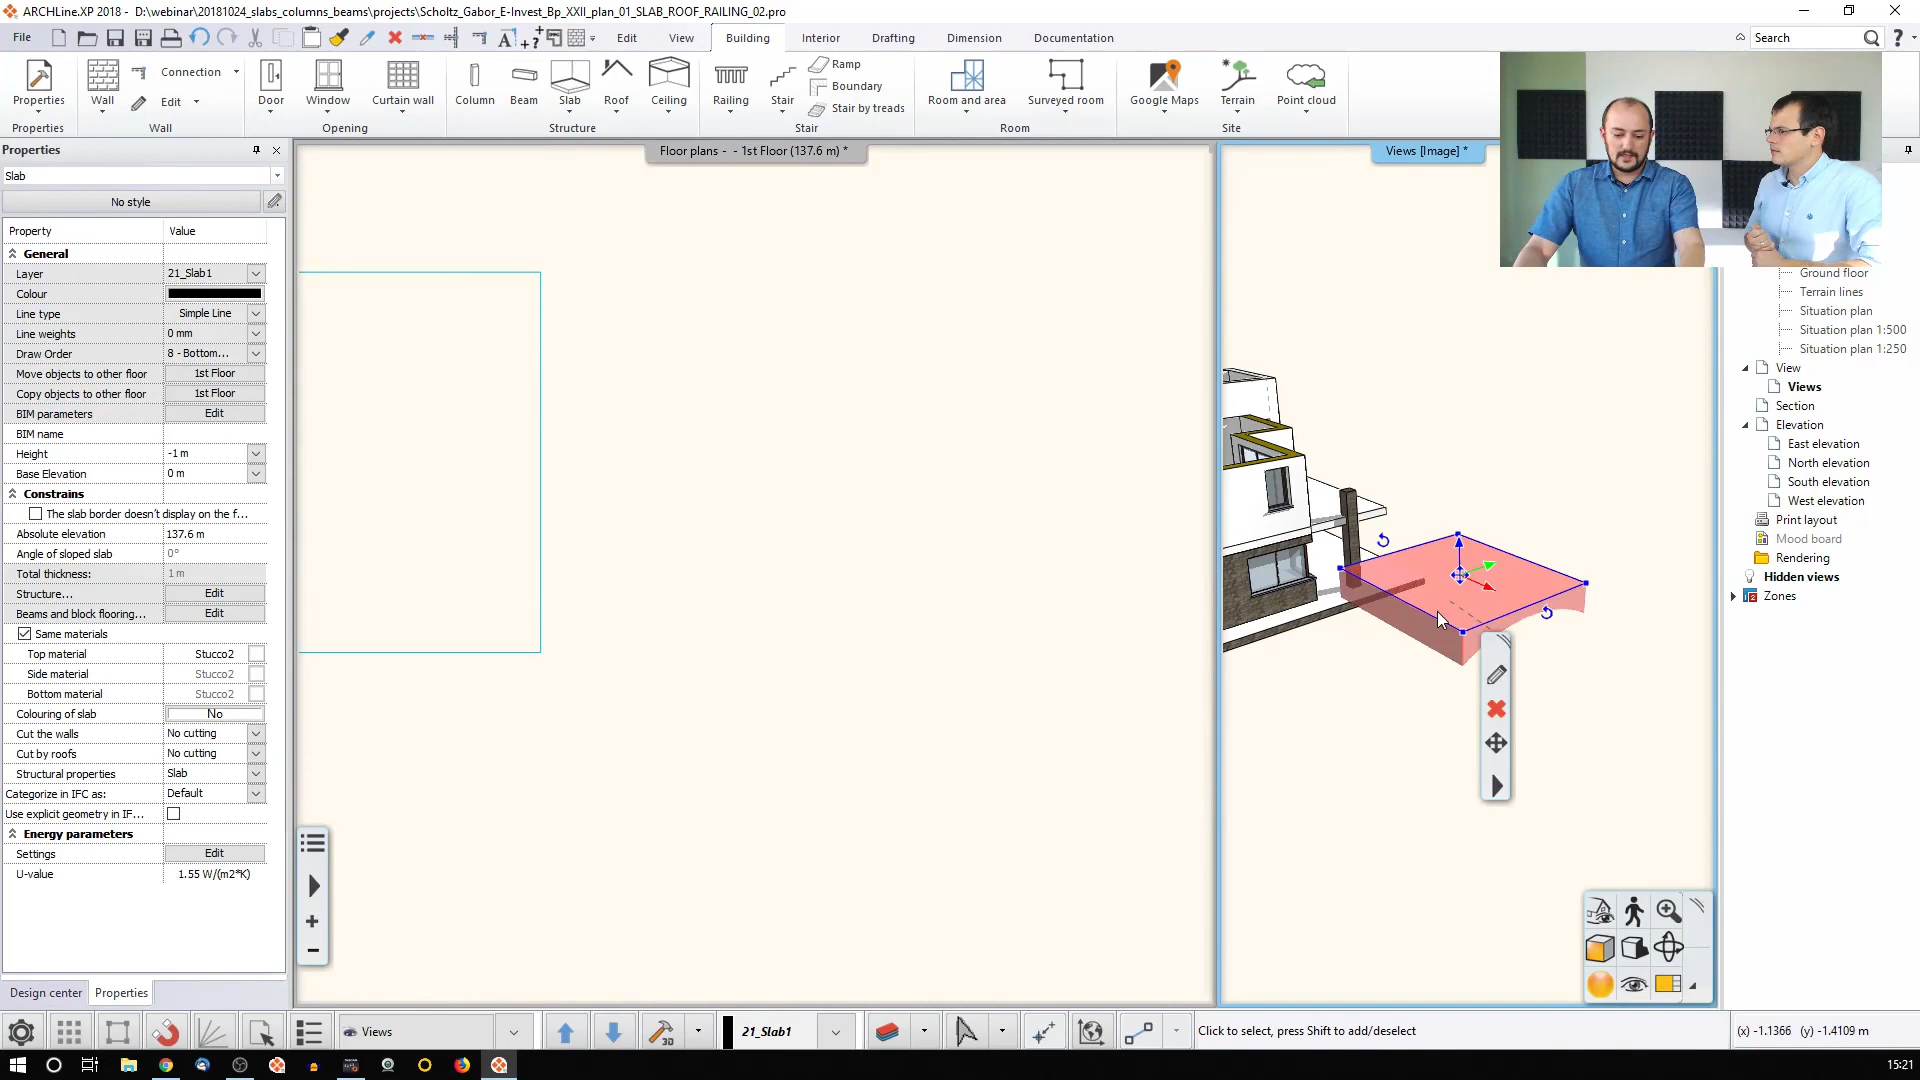 ARCHLine.XP 2018 - D:\webinar\20181024_slabs_columns_beams\projects\Scholtz_Gabor_E-Invest_Bp_XXII_plan_01_SLAB_ROOF_RAILING_02.pro
File
Edit
View
Building
Interior
Drafting
Dimension
Documentation
Search
?
Properties
Wall
Connection
Edit
Door
Window
Curtain wall
Column
Beam
Slab
Roof
Ceiling
Railing
Stair
Ramp
Boundary
Stair by treads
Room and area
Surveyed room
Google Maps
Terrain
Point cloud
Properties
Wall
Opening
Structure
Stair
Room
Site
Properties
Slab
No style
Property Value
General
Layer 21_Slab1
Colour
Line type Simple Line
Line weights 0 mm
Draw Order 8 - Bottom...
Move objects to other floor 1st Floor
Copy objects to other floor 1st Floor
BIM parameters Edit
BIM name
Height -1 m
Base Elevation 0 m
Constrains
The slab border doesn't display on the f...
Absolute elevation 137.6 m
Angle of sloped slab 0°
Total thickness: 1 m
Structure... Edit
Beams and block flooring... Edit
Same materials
Top material Stucco2
Side material Stucco2
Bottom material Stucco2
Colouring of slab No
Cut the walls No cutting
Cut by roofs No cutting
Structural properties Slab
Categorize in IFC as: Default
Use explicit geometry in IF...
Energy parameters
Settings Edit
U-value 1.55 W/(m2*K)
Design center
Properties
Floor plans - - 1st Floor (137.6 m) *
Views [Image] *
Ground floor
Terrain lines
Situation plan
Situation plan 1:500
Situation plan 1:250
View
Views
Section
Elevation
East elevation
North elevation
South elevation
West elevation
Print layout
Mood board
Rendering
Hidden views
Zones
Views
3D
21_Slab1
Click to select, press Shift to add/deselect
(x) -1.1366 (y) -1.4109 m
15:21